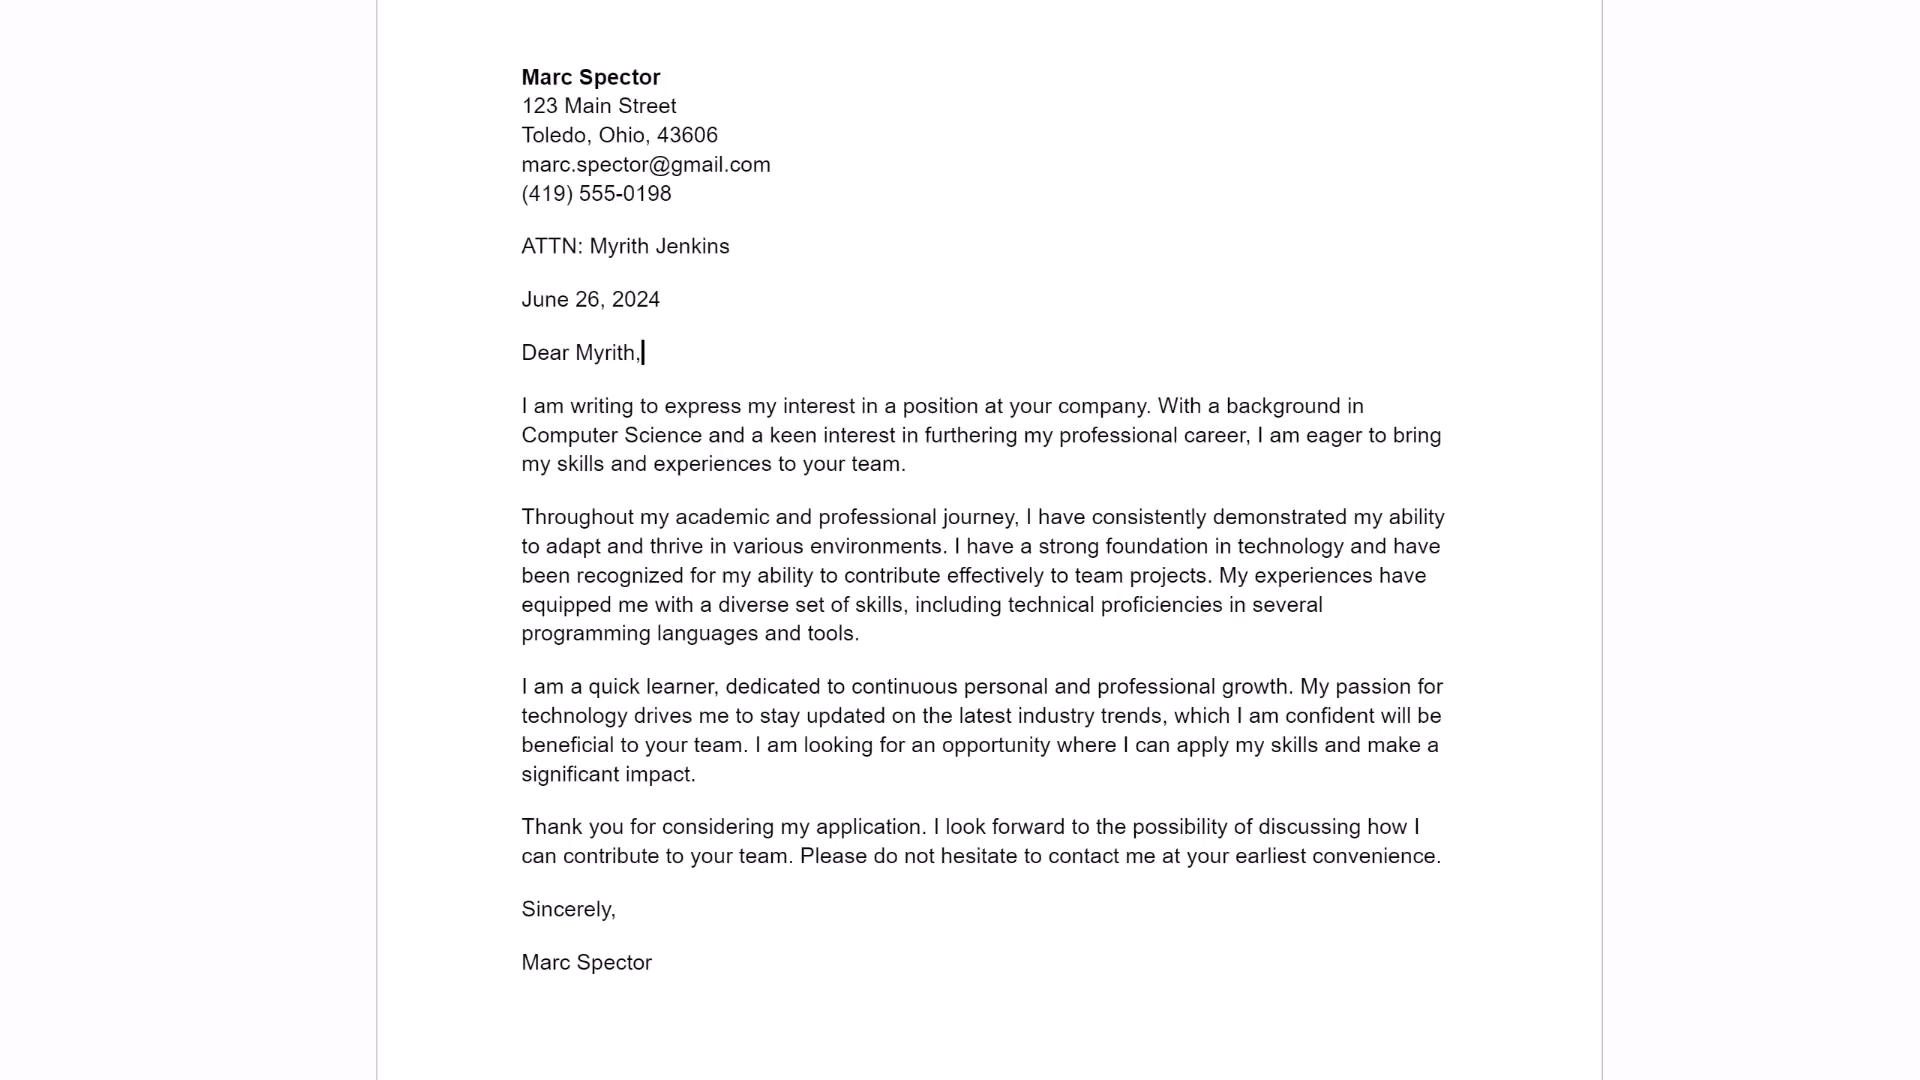 Marc Spector
123 Main Street
Toledo, Ohio, 43606
marc.spector@gmail.com
(419) 555-0198
ATTN: Myrith Jenkins
June 26, 2024
Dear Myrith,
I am writing to express my interest in a position at your company. With a background in
Computer Science and a keen interest in furthering my professional career, I am eager to bring
my skills and experiences to your team.
Throughout my academic and professional journey, I have consistently demonstrated my ability
to adapt and thrive in various environments. I have a strong foundation in technology and have
been recognized for my ability to contribute effectively to team projects. My experiences have
equipped me with a diverse set of skills, including technical proficiencies in several
programming languages and tools.
I am a quick learner, dedicated to continuous personal and professional growth. My passion for
technology drives me to stay updated on the latest industry trends, which I am confident will be
beneficial to your team. I am looking for an opportunity where I can apply my skills and make a
significant impact.
Thank you for considering my application. I look forward to the possibility of discussing how I
can contribute to your team. Please do not hesitate to contact me at your earliest convenience.
Sincerely,
Marc Spector